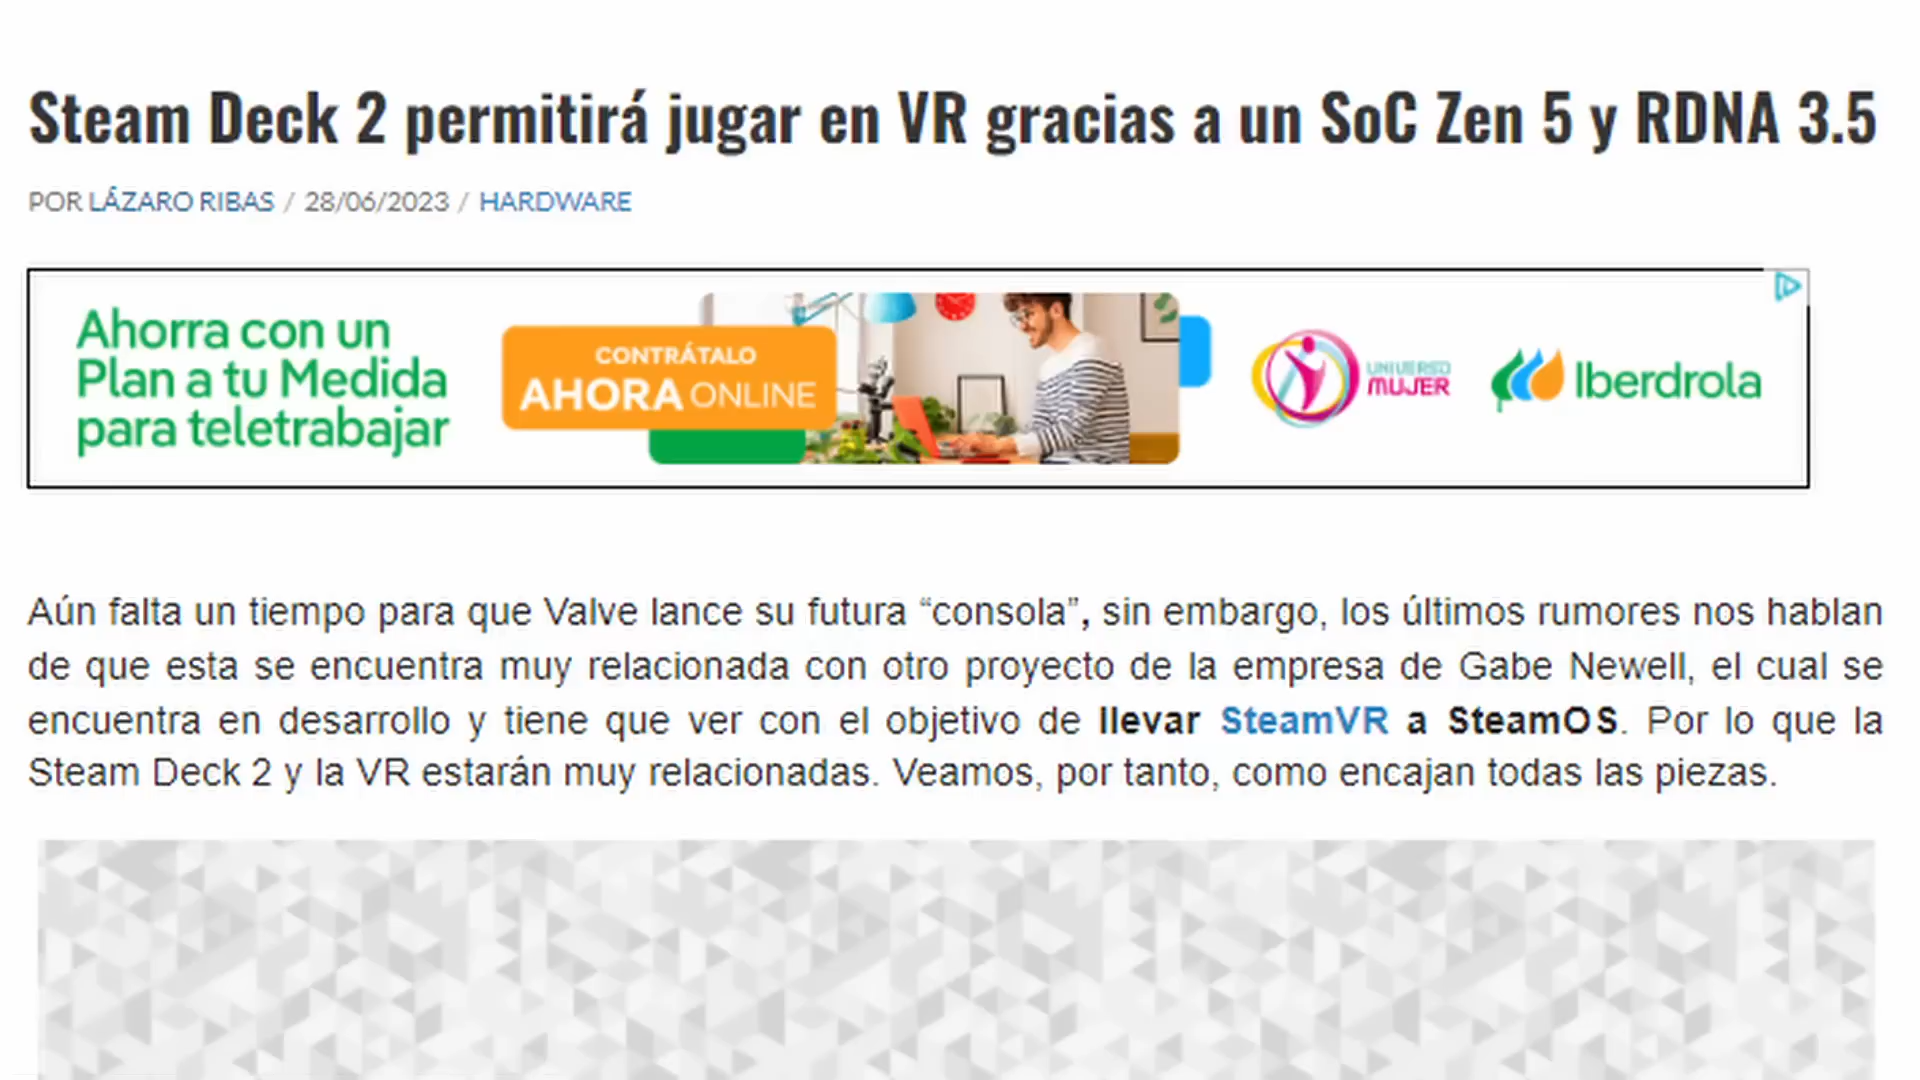 Steam Deck 2 permitirá jugar en VR gracias a un SoC Zen 5 y RDNA 3.5
POR LÁZARO RIBAS / 28/06/2023 / HARDWARE
Ahorra con un
Plan a tu Medida
para teletrabajar
CONTRÁTALO
AHORA ONLINE
UNIVERSO
MUJER
Iberdrola
Aún falta un tiempo para que Valve lance su futura “consola”, sin embargo, los últimos rumores nos hablan
de que esta se encuentra muy relacionada con otro proyecto de la empresa de Gabe Newell, el cual se
encuentra en desarrollo y tiene que ver con el objetivo de llevar SteamVR a SteamOS. Por lo que la
Steam Deck 2 y la VR estarán muy relacionadas. Veamos, por tanto, como encajan todas las piezas.